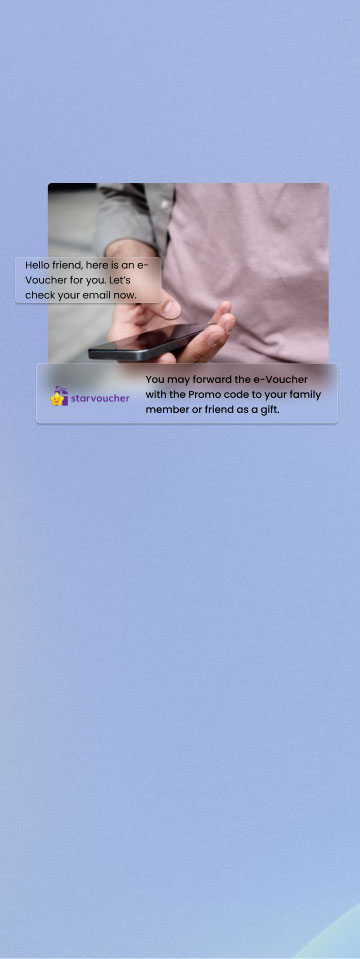 Hello friend, here is an e-
Voucher for you. Let's
check your email now.
You may forward the e-Voucher
with the Promo code to your family
member or friend as a gift.
starvoucher